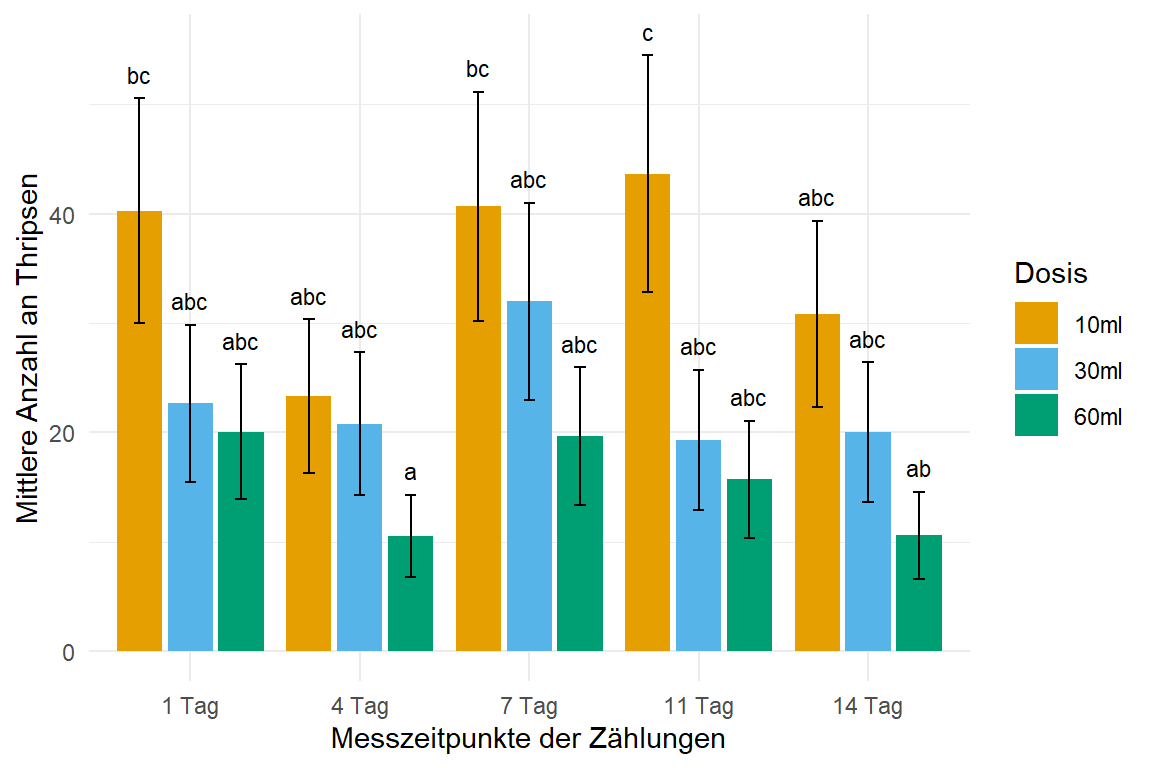 c
bc
bc
abc
abc
abc
abc
abc
abc
abc
abc
abc
abc
a
ab
Mittlere Anzahl an Thripsen
40
20
0
1 Tag
4 Tag
7 Tag
11 Tag
14 Tag
Messzeitpunkte der Zählungen
Dosis
10ml
30ml
60ml